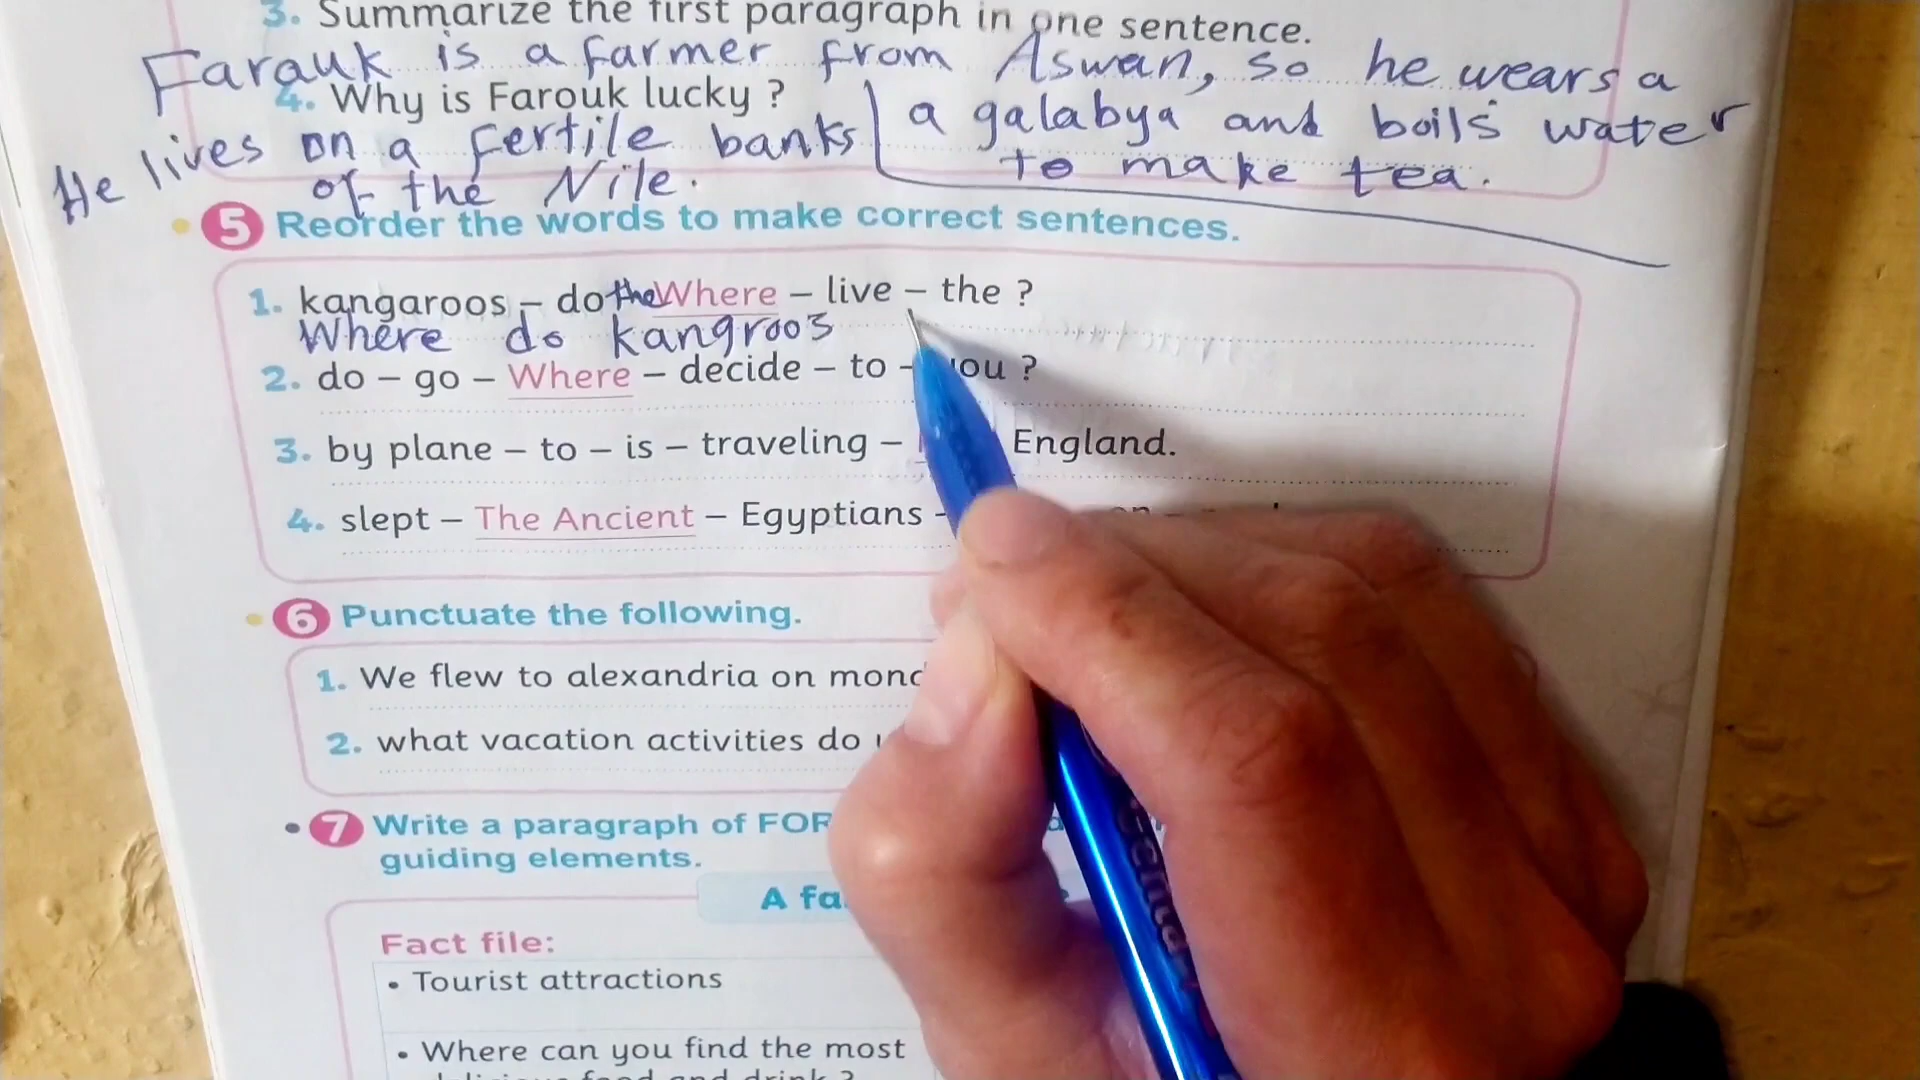 3. Summarize the first paragraph in one sentence.
Farauk is a farmer from Aswan, so he wears a
4. Why is Farouk lucky ?
a galabya and boils water
to make tea.
He lives on a fertile banks
of the Nile.
5 Reorder the words to make correct sentences.
1. kangaroos – do the Where – live – the ?
Where do kangroos
2. do – go – Where – decide – to – you ?
3. by plane – to – is – traveling – England.
4. slept – The Ancient – Egyptians –
6 Punctuate the following.
1. We flew to alexandria on
2. what vacation activities do
7 Write a paragraph of
guiding elements.
A
Fact file:
• Tourist attractions
• Where can you find the most
delicious food and drink ?